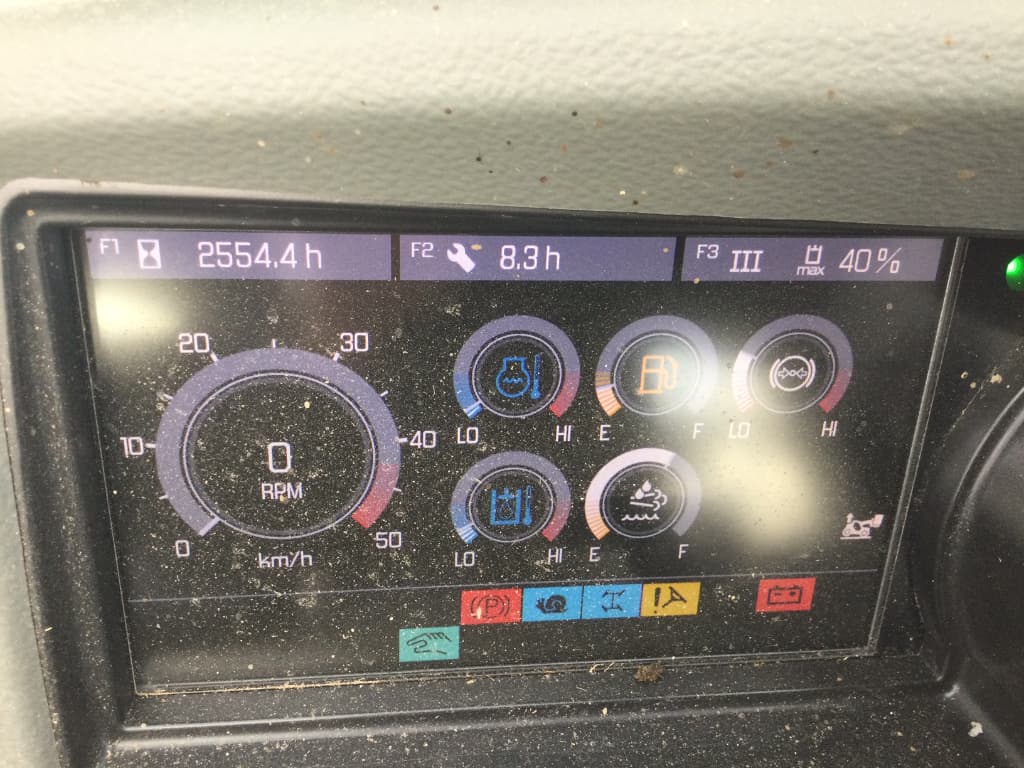 F1 2554.4 h F2 8.3 h F3 III max 40 %
20 30
10 40
0
RPM
0 50
km/h
LO HI E F LO HI
LO HI E F
(P)